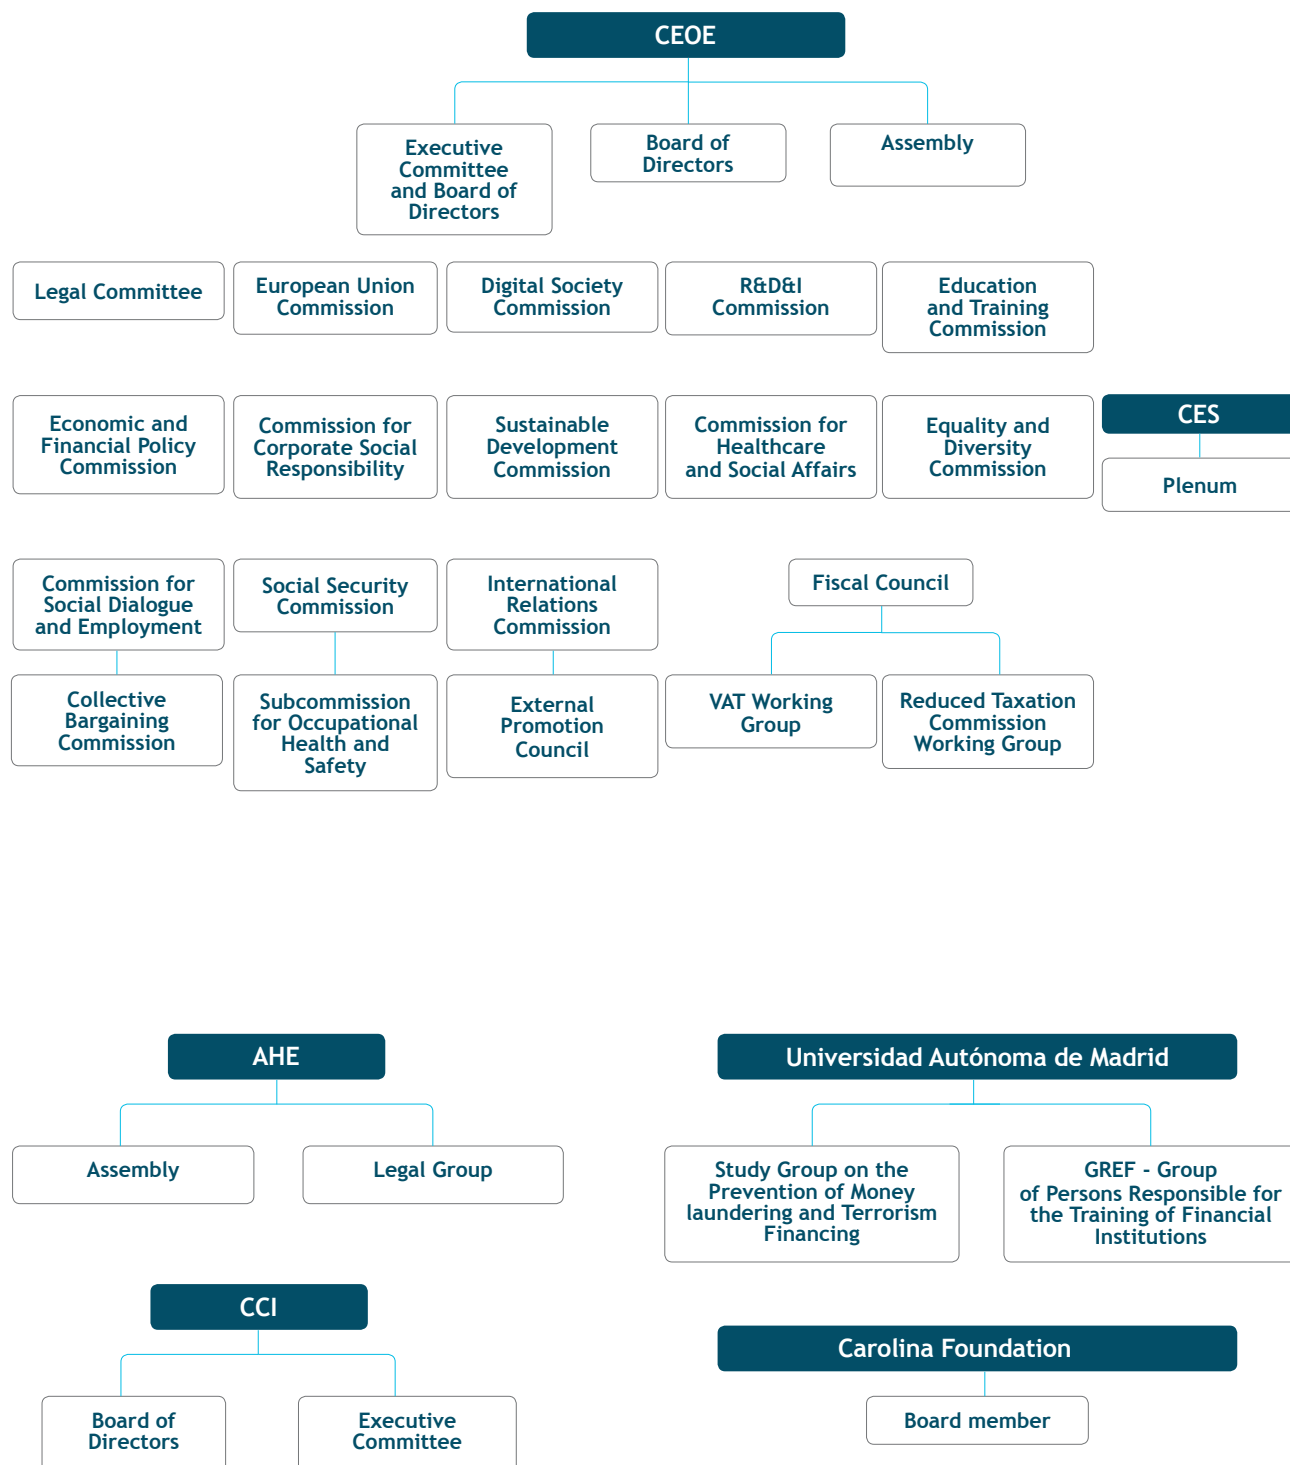 CEOE
Executive
Committee
and Board of
Directors
Board of
Directors
Assembly
Legal Committee
European Union
Commission
Digital Society
Commission
R&D&I
Commission
Education
and Training
Commission
Economic and
Financial Policy
Commission
Commission for
Corporate Social
Responsibility
Sustainable
Development
Commission
Commission for
Healthcare
and Social Affairs
Equality and
Diversity
Commission
CES
Plenum
Commission for
Social Dialogue
and Employment
Social Security
Commission
International
Relations
Commission
Fiscal Council
Collective
Bargaining
Commission
Subcommission
for Occupational
Health and
Safety
External
Promotion
Council
VAT Working
Group
Reduced Taxation
Commission
Working Group
AHE
Assembly
Legal Group
Universidad Autónoma de Madrid
Study Group on the
Prevention of Money
laundering and Terrorism
Financing
GREF - Group
of Persons Responsible for
the Training of Financial
Institutions
CCI
Board of
Directors
Executive
Committee
Carolina Foundation
Board member